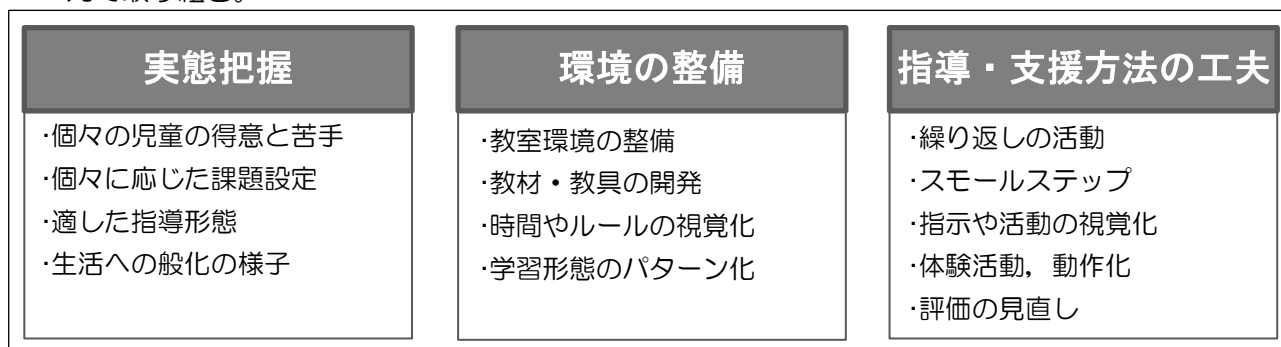 実態把握
・個々の児童の得意と苦手
・個々に応じた課題設定
・適した指導形態
・生活への般化の様子
環境の整備
・教室環境の整備
・教材・教具の開発
・時間やルールの視覚化
・学習形態のパターン化
指導・支援方法の工夫
・繰り返しの活動
・スモールステップ
・指示や活動の視覚化
・体験活動，動作化
・評価の見直し